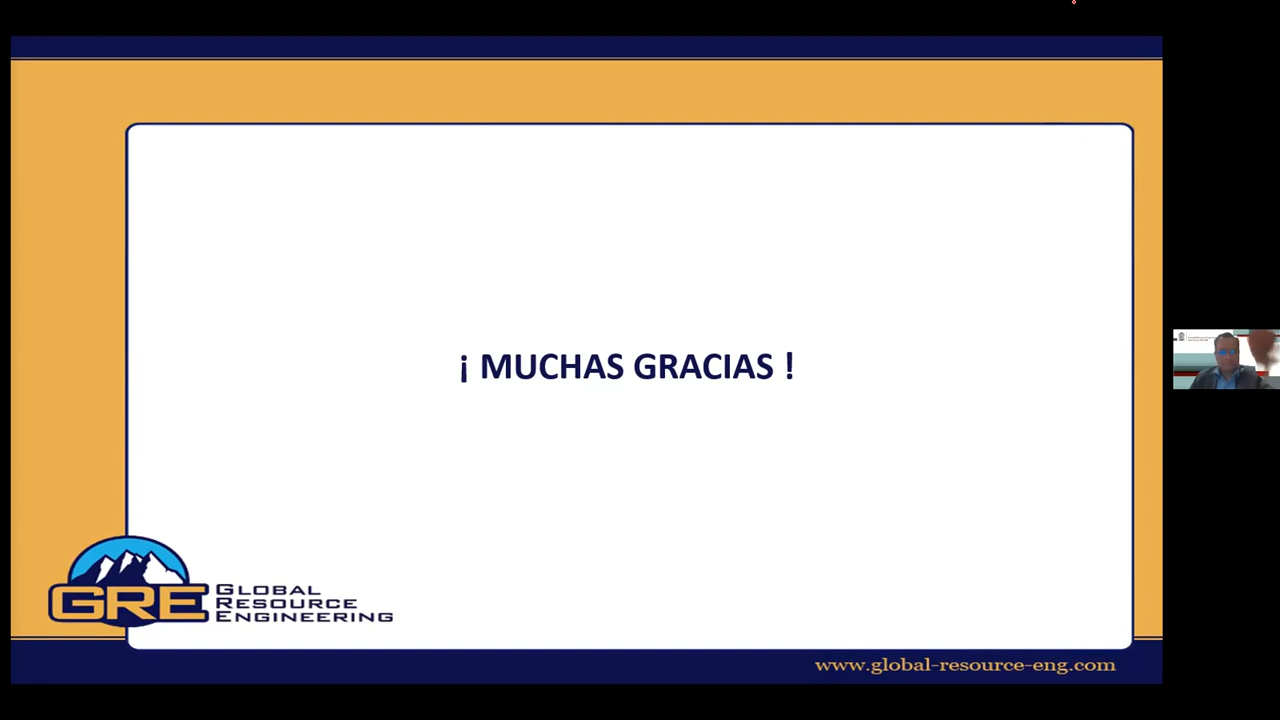 ¡ MUCHAS GRACIAS !
GRE
GLOBAL
RESOURCE
ENGINEERING
www.global-resource-eng.com